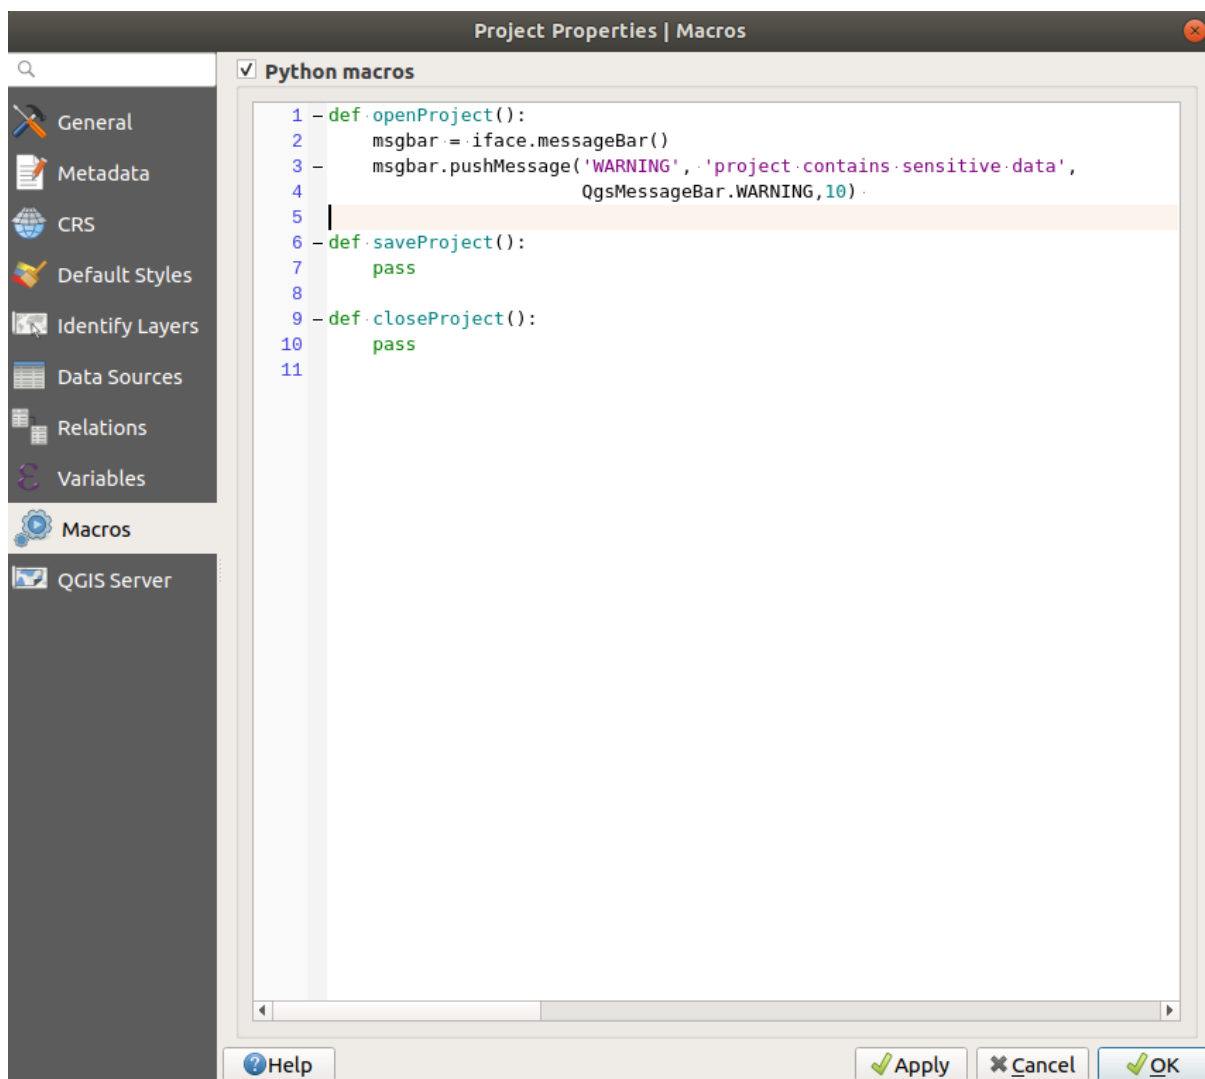 Project Properties | Macros
General
Metadata
CRS
Default Styles
Identify Layers
Data Sources
Relations
Variables
Macros
QGIS Server
Python macros
1 def openProject():
2 msgbar = iface.messageBar()
3 msgbar.pushMessage('WARNING', 'project contains sensitive data',
4 QgsMessageBar.WARNING,10)
5
6 def saveProject():
7 pass
8
9 def closeProject():
10 pass
11
Help
Apply
Cancel
OK